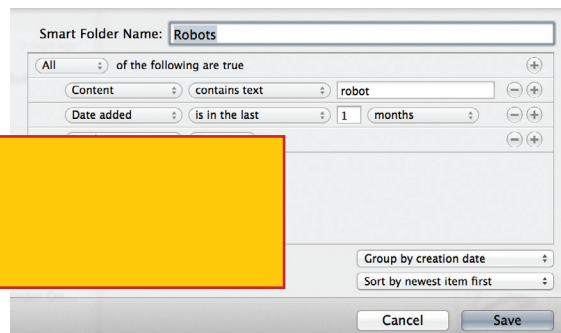 Smart Folder Name: Robots
All of the following are true
Content contains text robot
Date added is in the last 1 months
Group by creation date
Sort by newest item first
Cancel Save